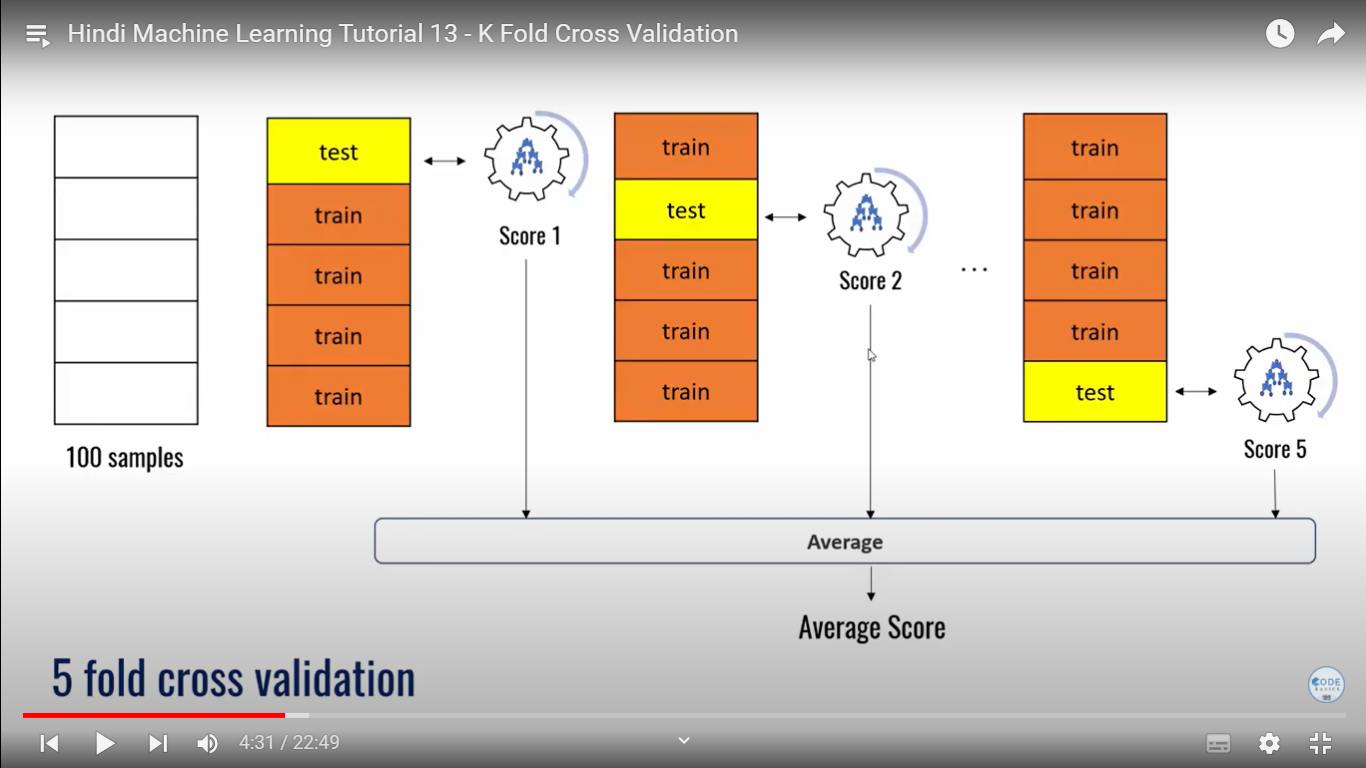 Hindi Machine Learning Tutorial 13 - K Fold Cross Validation
100 samples
test
train
train
train
train
Score 1
train
test
train
train
train
Score 2
...
train
train
train
train
test
Score 5
Average
Average Score
5 fold cross validation
CODE
BASICS
4:31 / 22:49